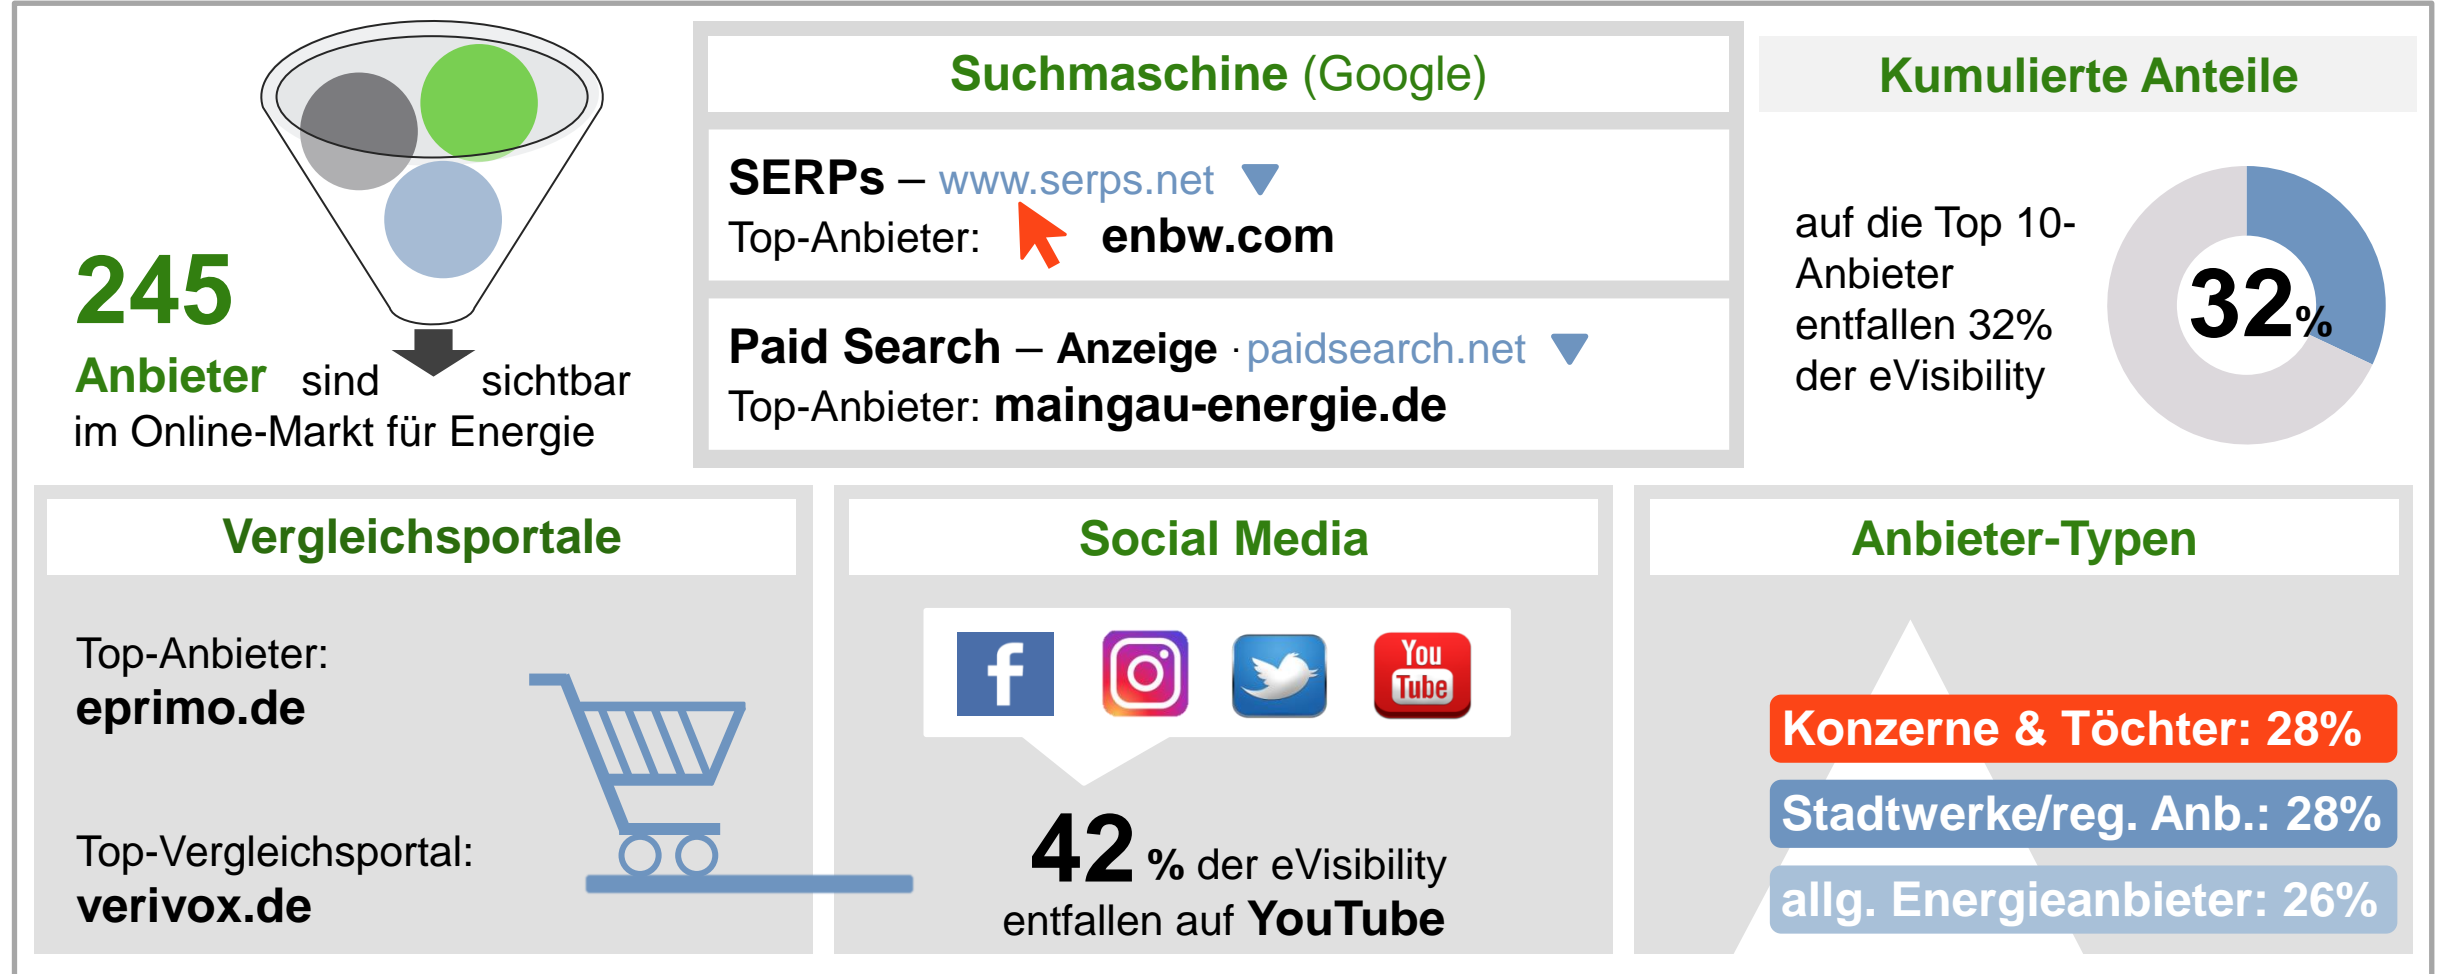 245
Anbieter sind sichtbar
im Online-Markt für Energie
Suchmaschine (Google)
SERPs – www.serps.net
Top-Anbieter: enbw.com
Paid Search – Anzeige · paidsearch.net
Top-Anbieter: maingau-energie.de
Kumulierte Anteile
auf die Top 10-
Anbieter
entfallen 32%
der eVisibility
32%
Vergleichsportale
Top-Anbieter:
eprimo.de
Top-Vergleichsportal:
verivox.de
Social Media
f
You
Tube
42 % der eVisibility
entfallen auf YouTube
Anbieter-Typen
Konzerne & Töchter: 28%
Stadtwerke/reg. Anb.: 28%
allg. Energieanbieter: 26%